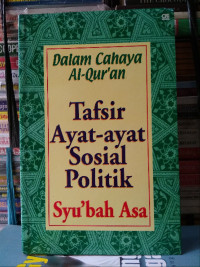 Dalam Cahaya
Al-Qur'an
Tafsir
Ayat-ayat
Sosial
Politik
Syu'bah Asa